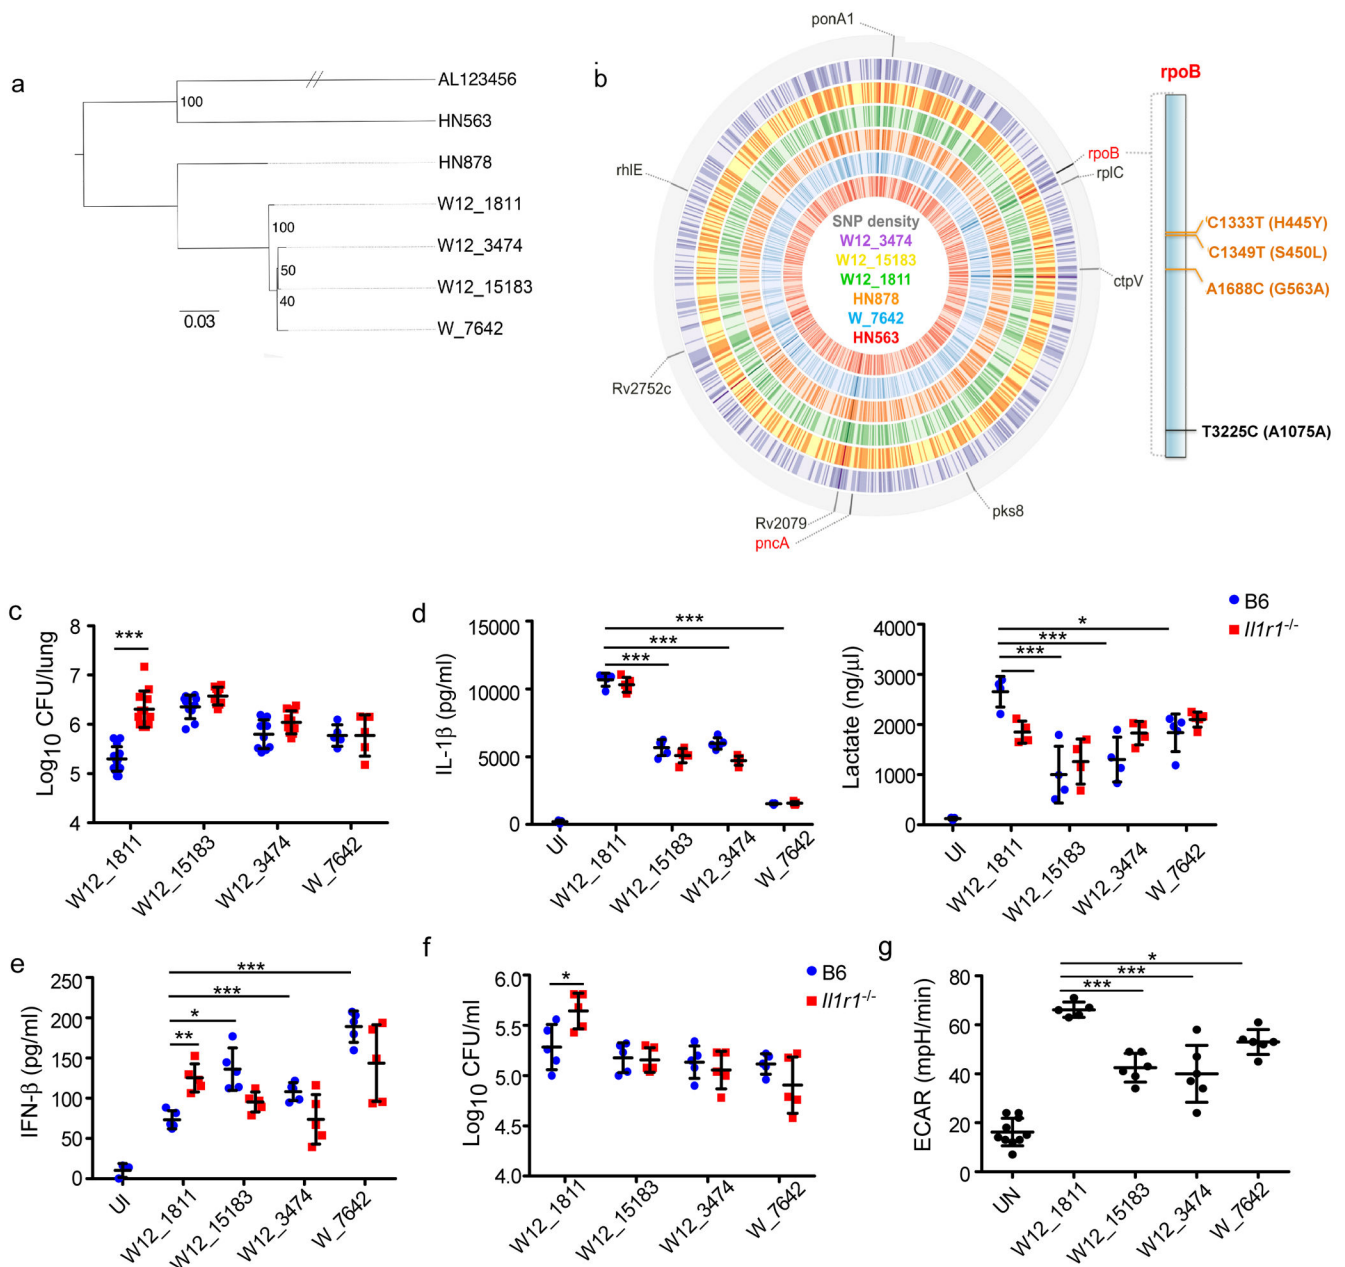 a
AL123456
100
HN563
HN878
W12_1811
100
W12_3474
50
W12_15183
40
W_7642
0.03
b
ponA1
rpoB
rplC
ctpV
pks8
Rv2079
pncA
Rv2752c
rhlE
SNP density
W12_3474
W12_15183
W12_1811
HN878
W_7642
HN563
rpoB
C1333T (H445Y)
C1349T (S450L)
A1688C (G563A)
T3225C (A1075A)
c
Log10 CFU/lung
8
7
6
5
4
***
W12_1811
W12_15183
W12_3474
W_7642
d
IL-1β (pg/ml)
15000
10000
5000
0
***
***
***
UI
W12_1811
W12_15183
W12_3474
W_7642
Lactate (ng/μl)
4000
3000
2000
1000
0
*
***
***
UI
W12_1811
W12_15183
W12_3474
W_7642
B6
Il1r1-/-
e
IFN-β (pg/ml)
250
200
150
100
50
0
***
***
*
**
UI
W12_1811
W12_15183
W12_3474
W_7642
f
Log10 CFU/ml
6.0
5.5
5.0
4.5
4.0
*
W12_1811
W12_15183
W12_3474
W_7642
B6
Il1r1-/-
g
ECAR (mpH/min)
80
60
40
20
0
*
***
***
UN
W12_1811
W12_15183
W12_3474
W_7642